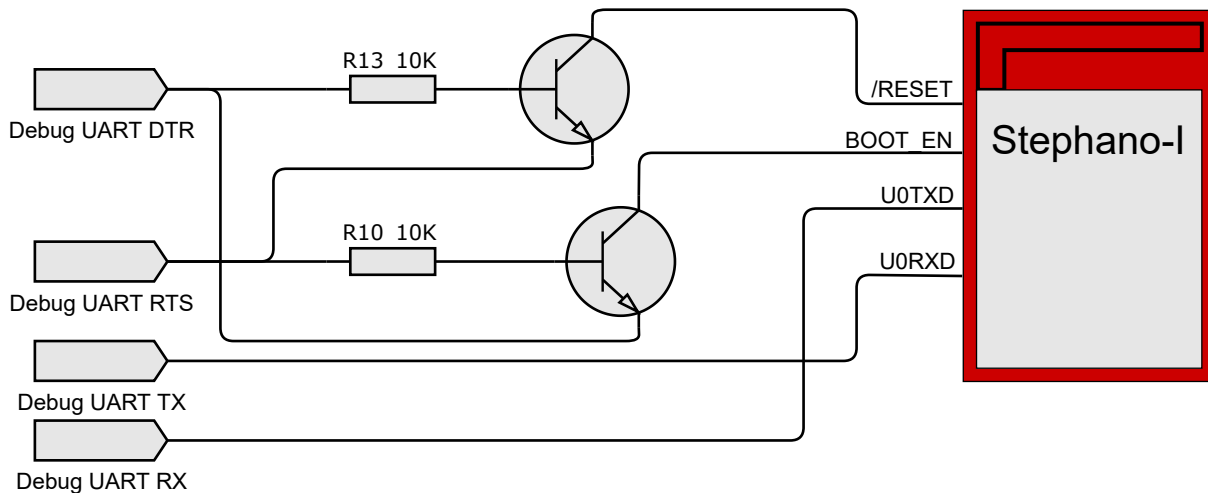 R13 10K
/RESET
Debug UART DTR
BOOT_EN
Stephano-I
U0TXD
R10 10K
U0RXD
Debug UART RTS
Debug UART TX
Debug UART RX